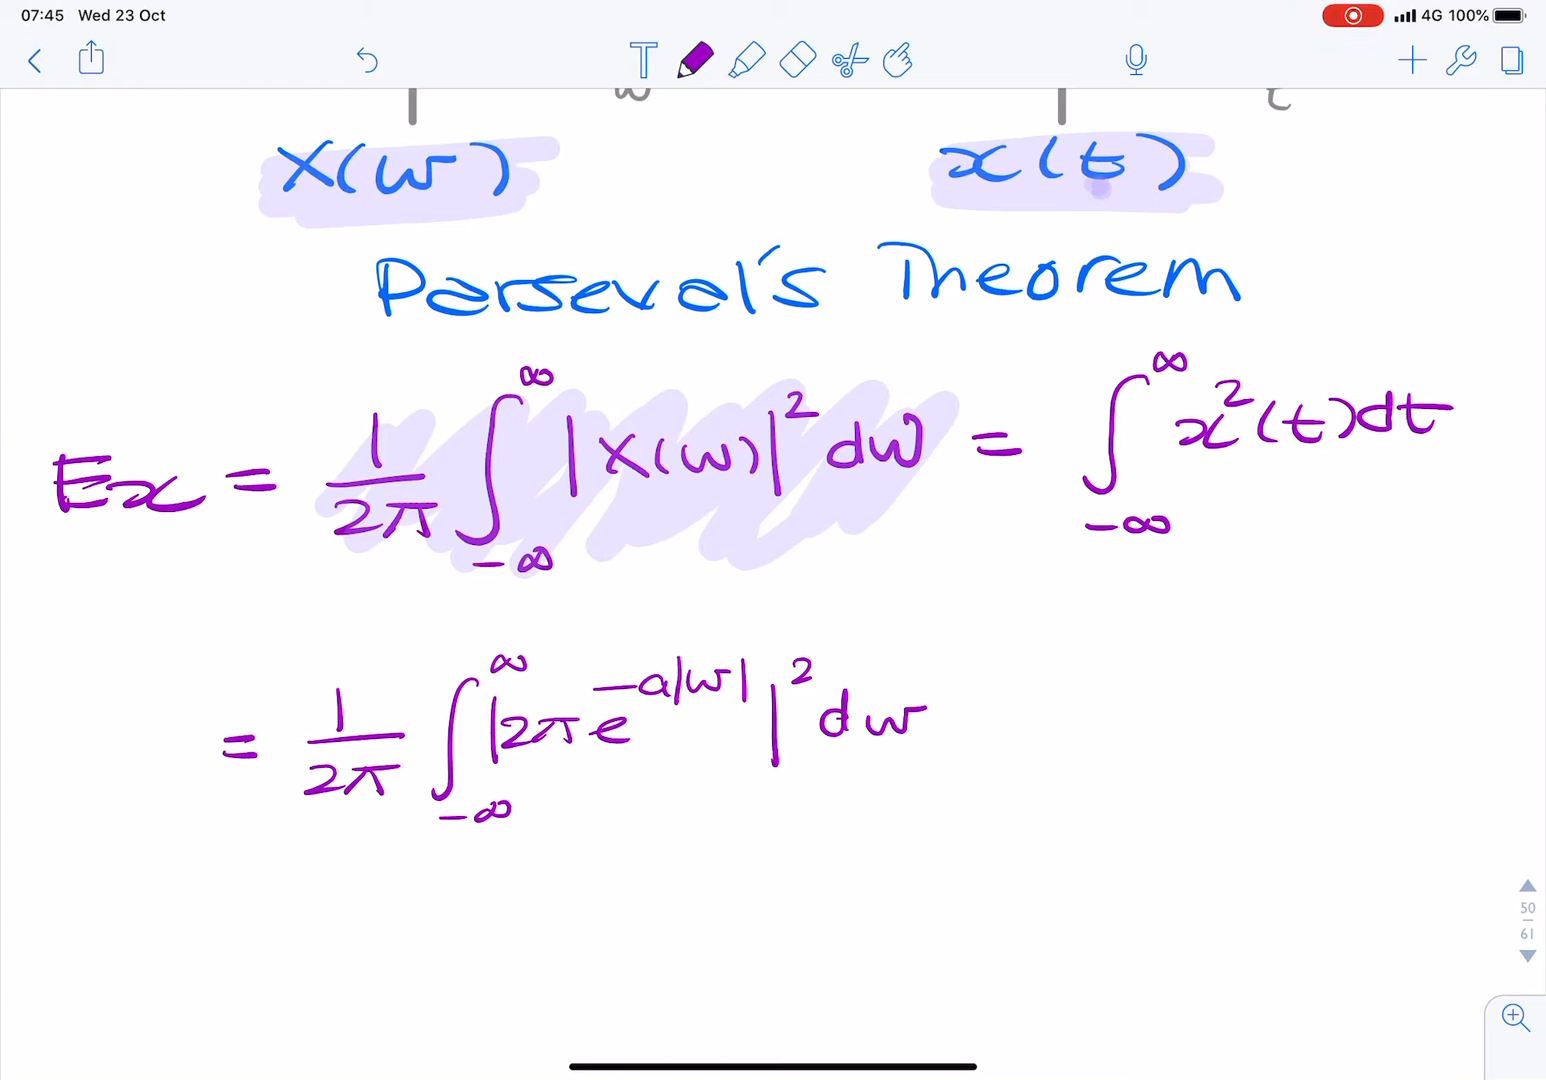 07:45 Wed 23 Oct 4G 100%
T
ω t
X(ω) x(t)
Parseval's Theorem
Ex = 1/2π ∫_{-∞}^{∞} |X(ω)|² dω = ∫_{-∞}^{∞} x²(t)dt
= 1/2π ∫_{-∞}^{∞} |2π e^{-a|ω|}|² dω
50
61